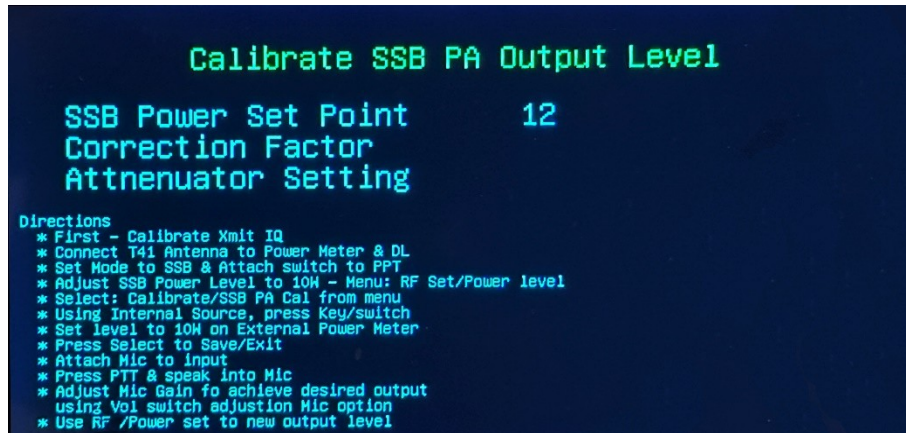 Calibrate SSB PA Output Level
SSB Power Set Point 12
Correction Factor
Attnenuator Setting
Directions
* First - Calibrate Xmit IQ
* Connect T41 Antenna to Power Meter & DL
* Set Mode to SSB & Attach switch to PPT
* Adjust SSB Power Level to 10W - Menu: RF Set/Power level
* Select: Calibrate/SSB PA Cal from menu
* Using Internal Source, press Key/switch
* Set level to 10W on External Power Meter
* Press Select to Save/Exit
* Attach Mic to input
* Press PTT & speak into Mic
* Adjust Mic Gain fo achieve desired output
using Vol switch adjustion Mic option
* Use RF /Power set to new output level